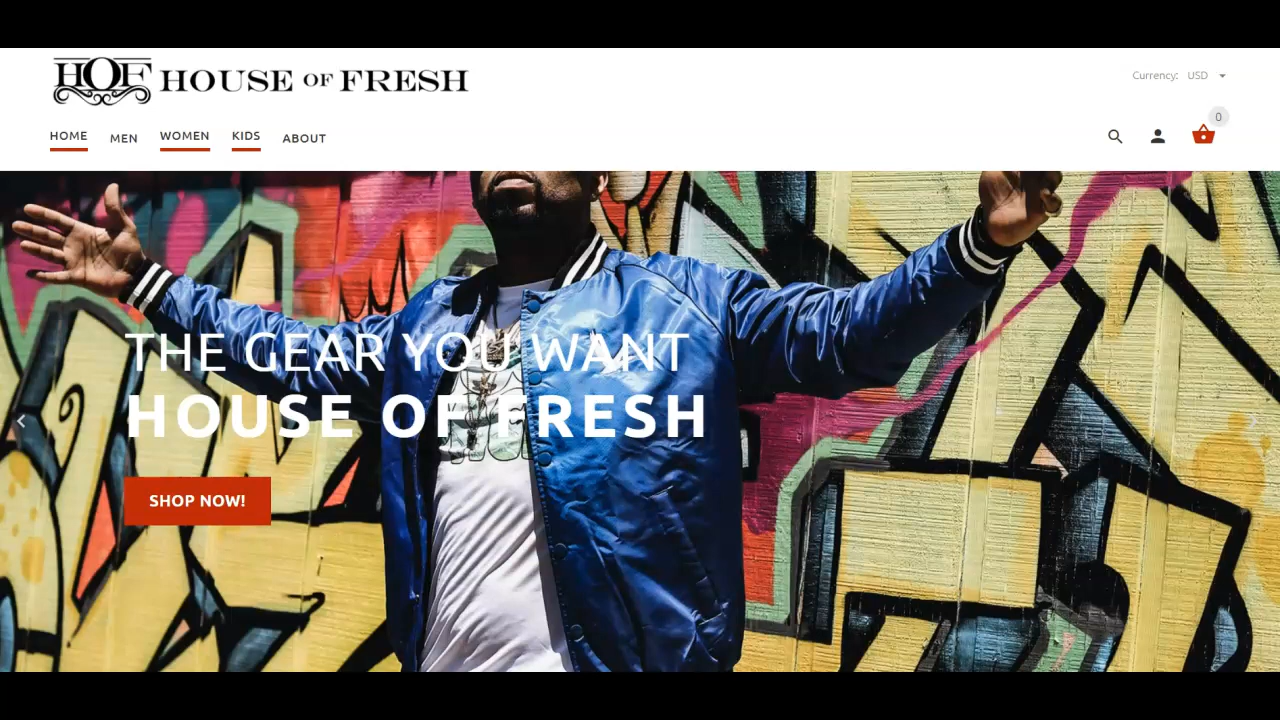 HOF HOUSE OF FRESH
Currency: USD
HOME MEN WOMEN KIDS ABOUT
0
THE GEAR YOU WANT
HOUSE OF FRESH
SHOP NOW!